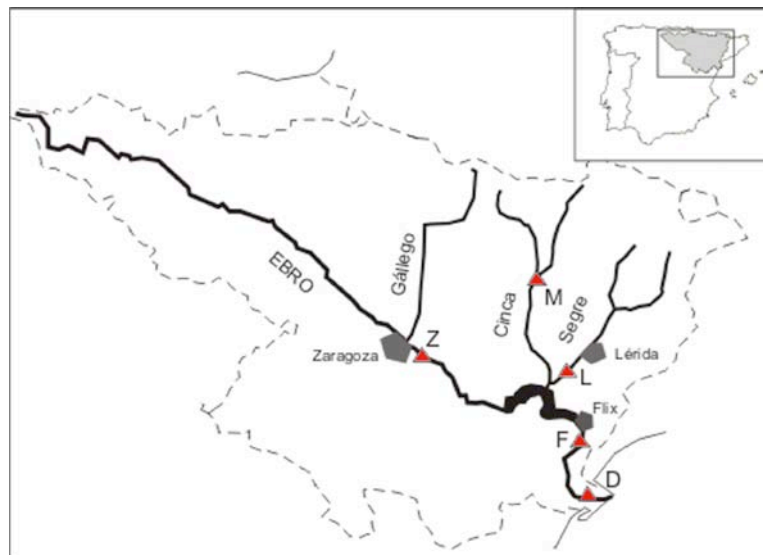 EBRO
Gállego
Cinca
Segre
M
Z
Zaragoza
Lérida
L
Flix
F
D